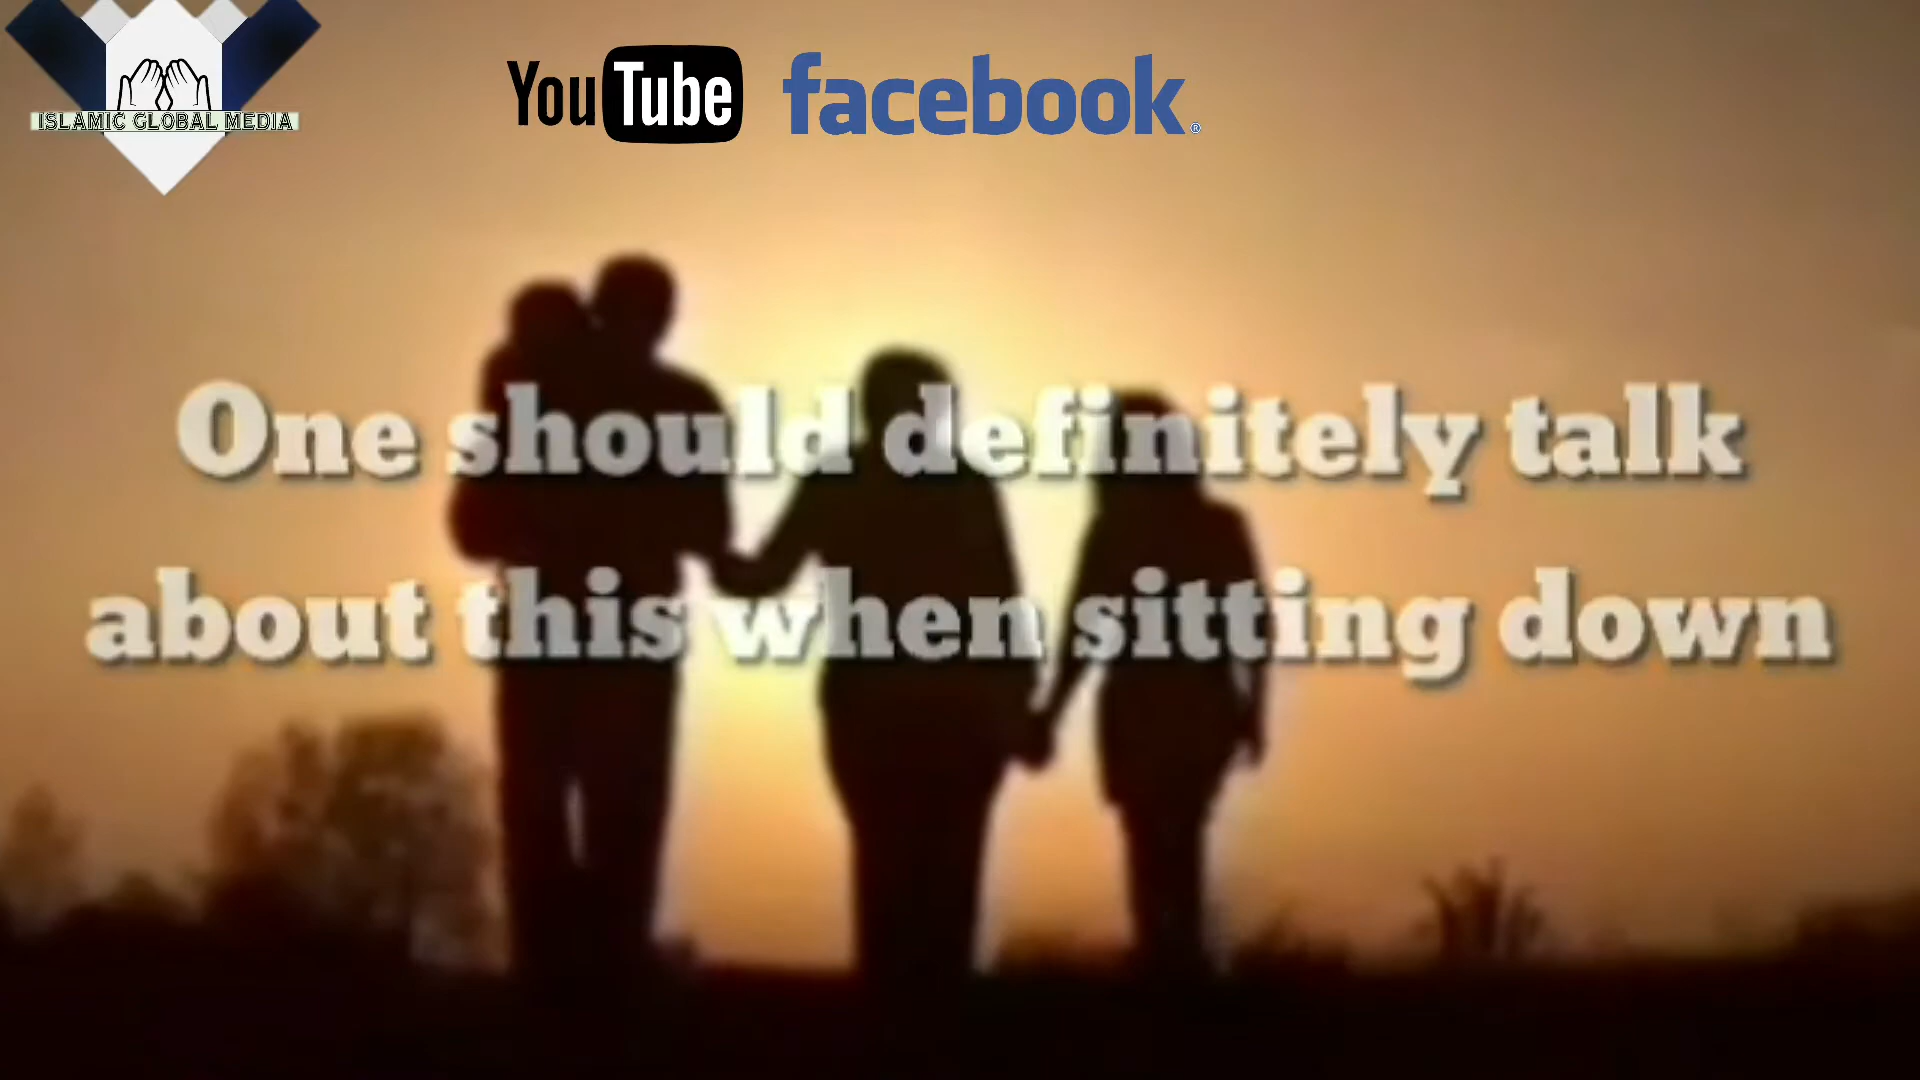 YouTube facebook®
ISLAMIC GLOBAL MEDIA
One should definitely talk
about this when sitting down